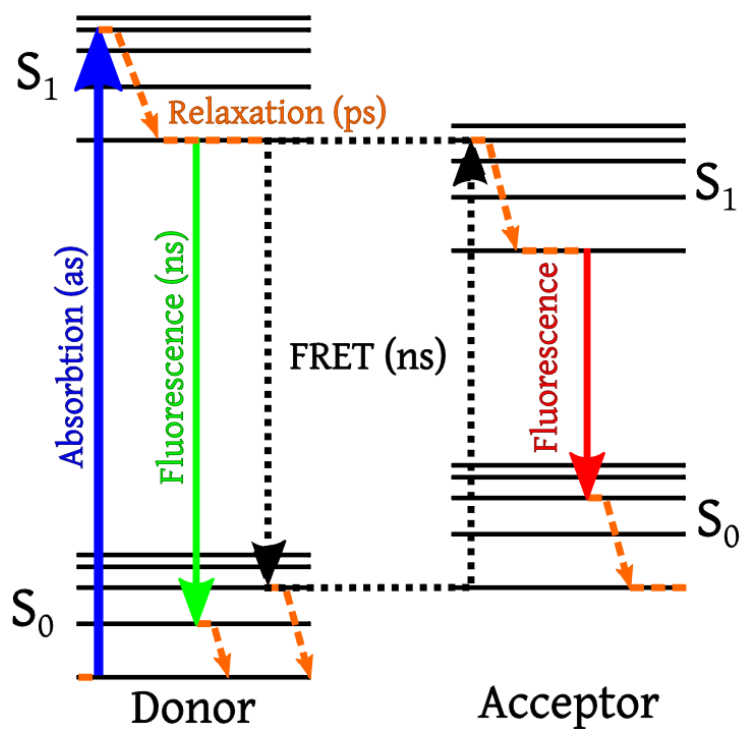 S1
Relaxation (ps)
S1
Absorbtion (as)
Fluorescence (ns)
FRET (ns)
Fluorescence
S0
S0
Donor
Acceptor